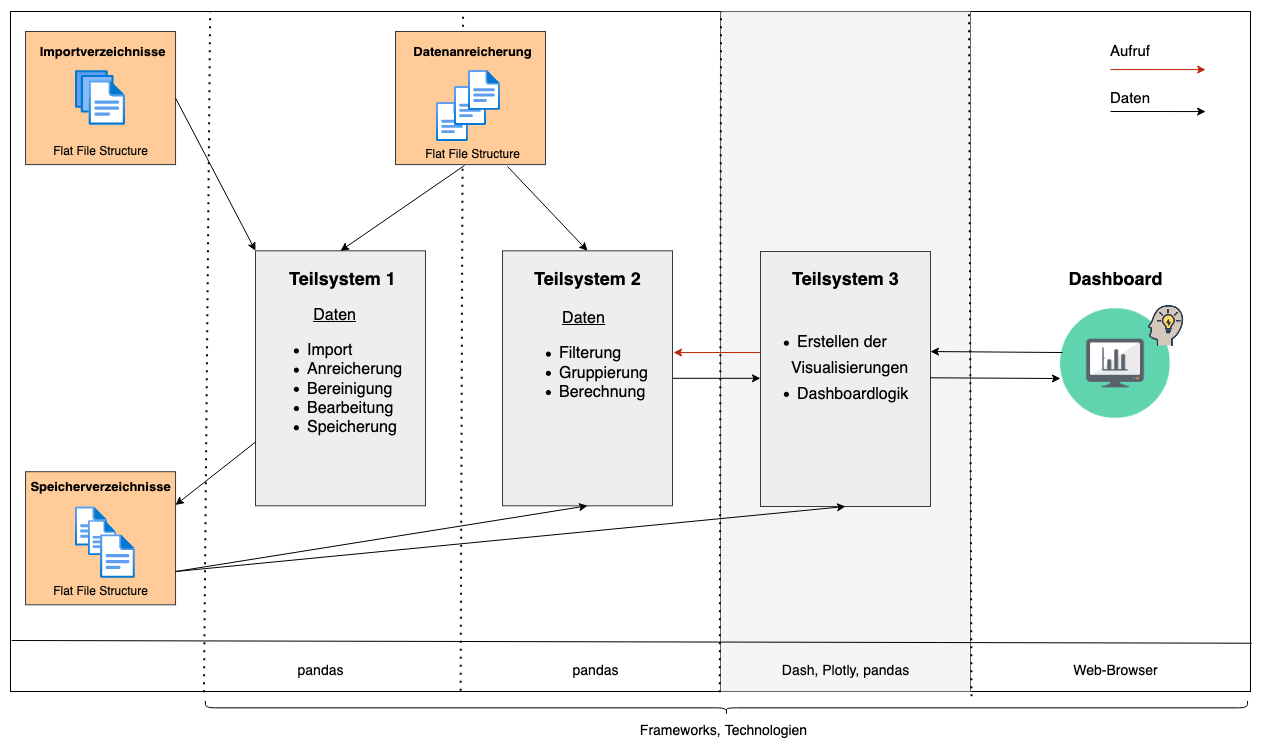 Importverzeichnisse
Flat File Structure
Datenanreicherung
Flat File Structure
Aufruf
Daten
Teilsystem 1
Daten
• Import
• Anreicherung
• Bereinigung
• Bearbeitung
• Speicherung
Teilsystem 2
Daten
• Filterung
• Gruppierung
• Berechnung
Teilsystem 3
• Erstellen der
Visualisierungen
• Dashboardlogik
Dashboard
Speicherverzeichnisse
Flat File Structure
pandas
pandas
Dash, Plotly, pandas
Web-Browser
Frameworks, Technologien